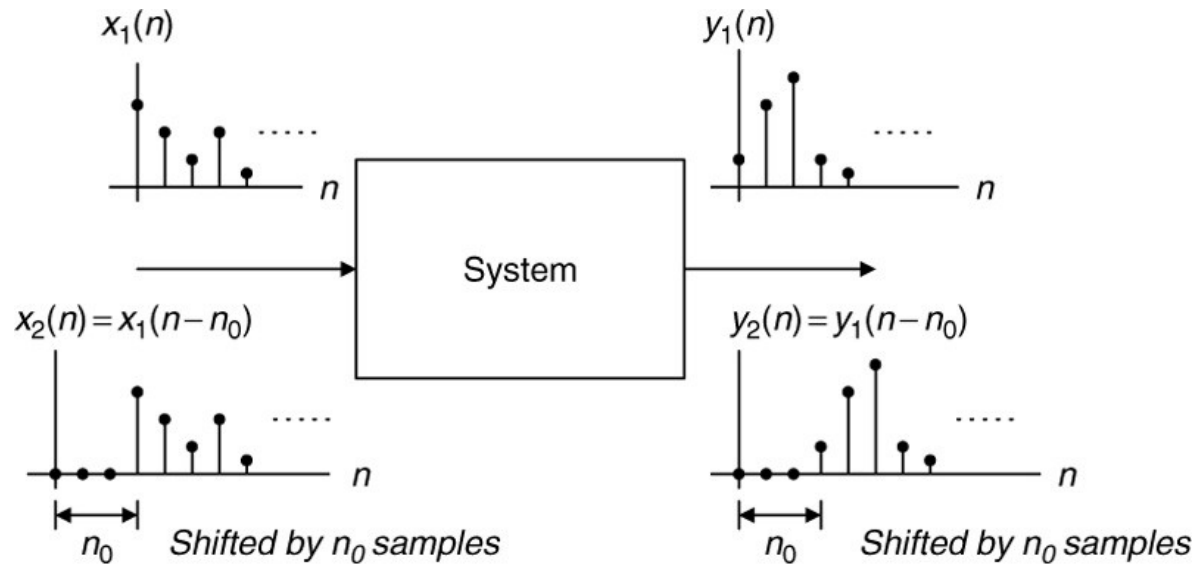 x₁(n)
y₁(n)
n
n
System
x₂(n) = x₁(n − n₀)
y₂(n) = y₁(n − n₀)
n
n
n₀ Shifted by n₀ samples
n₀ Shifted by n₀ samples